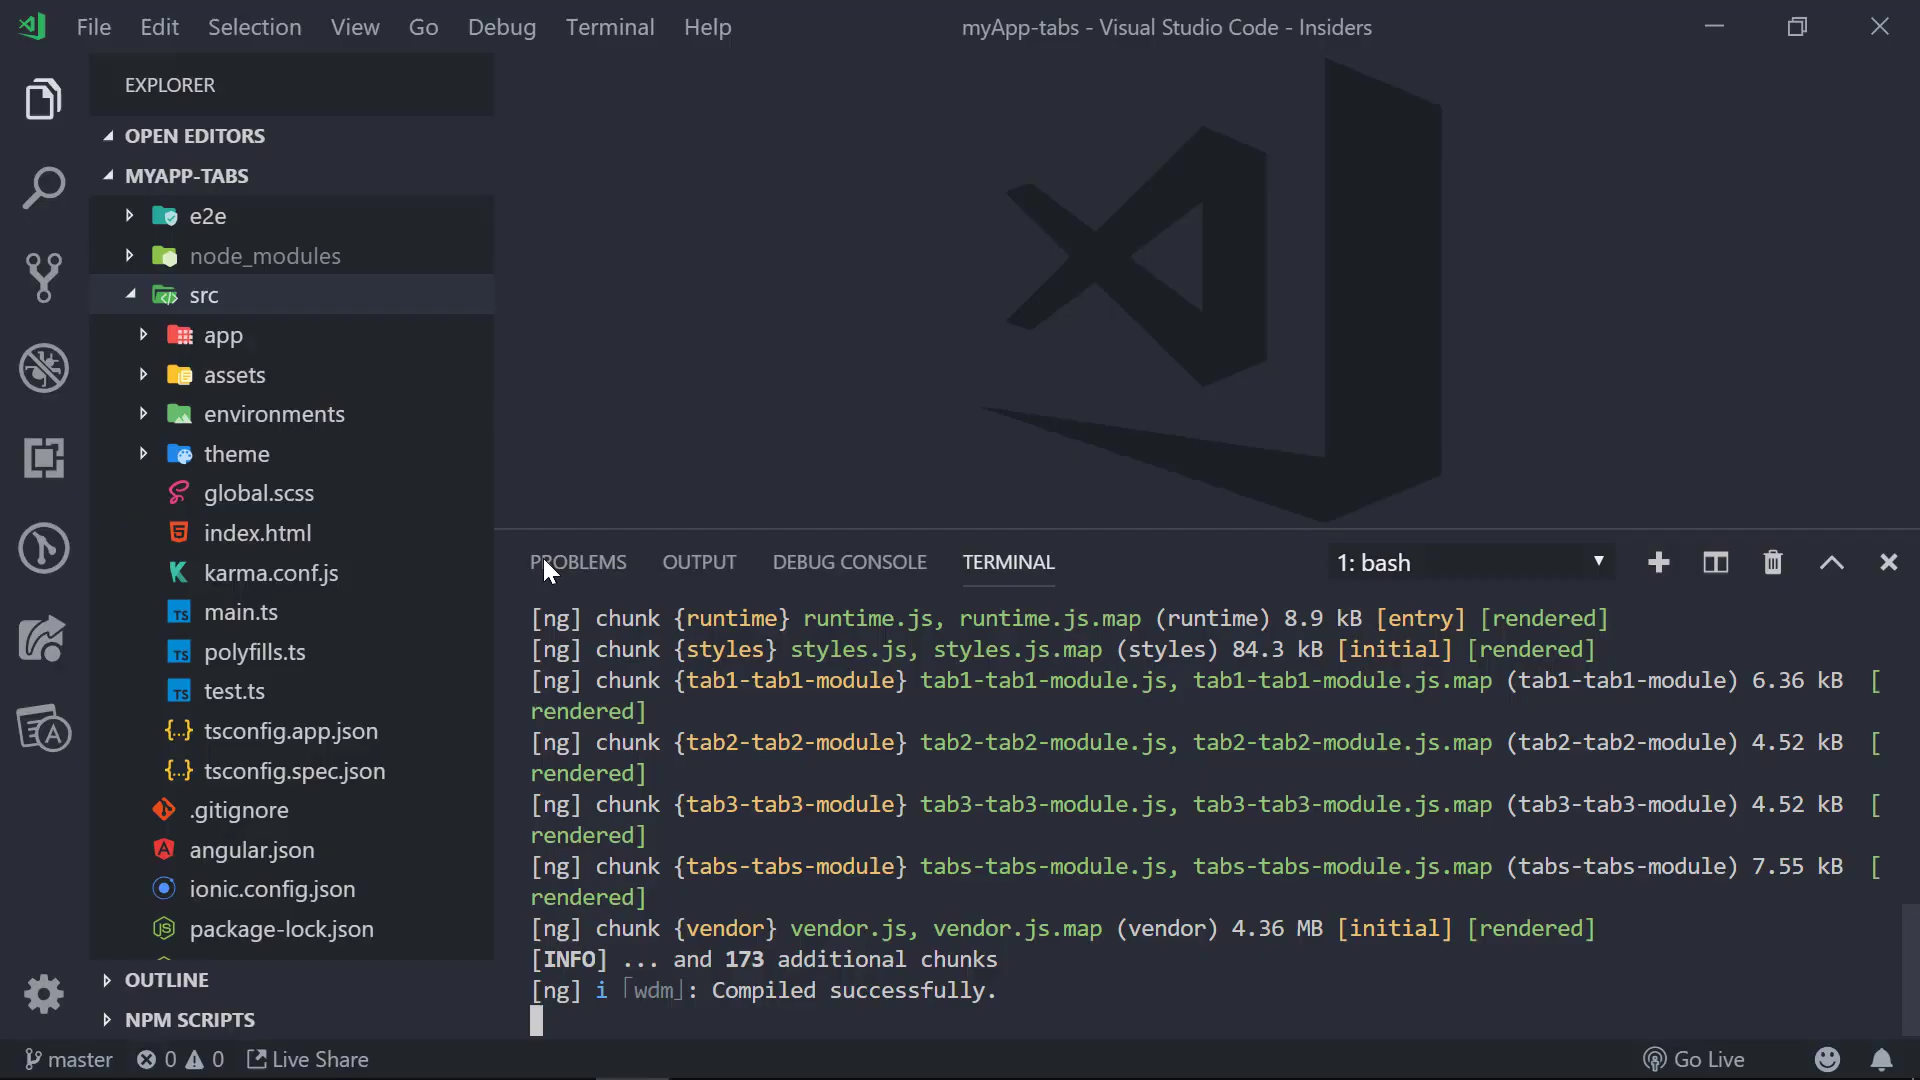 File Edit Selection View Go Debug Terminal Help
myApp-tabs - Visual Studio Code - Insiders
EXPLORER
OPEN EDITORS
MYAPP-TABS
e2e
node_modules
src
app
assets
environments
theme
global.scss
index.html
karma.conf.js
TS main.ts
TS polyfills.ts
TS test.ts
{...} tsconfig.app.json
{...} tsconfig.spec.json
.gitignore
angular.json
ionic.config.json
package-lock.json
OUTLINE
NPM SCRIPTS
PROBLEMS OUTPUT DEBUG CONSOLE TERMINAL 1: bash
[ng] chunk {runtime} runtime.js, runtime.js.map (runtime) 8.9 kB [entry] [rendered]
[ng] chunk {styles} styles.js, styles.js.map (styles) 84.3 kB [initial] [rendered]
[ng] chunk {tab1-tab1-module} tab1-tab1-module.js, tab1-tab1-module.js.map (tab1-tab1-module) 6.36 kB [
rendered]
[ng] chunk {tab2-tab2-module} tab2-tab2-module.js, tab2-tab2-module.js.map (tab2-tab2-module) 4.52 kB [
rendered]
[ng] chunk {tab3-tab3-module} tab3-tab3-module.js, tab3-tab3-module.js.map (tab3-tab3-module) 4.52 kB [
rendered]
[ng] chunk {tabs-tabs-module} tabs-tabs-module.js, tabs-tabs-module.js.map (tabs-tabs-module) 7.55 kB [
rendered]
[ng] chunk {vendor} vendor.js, vendor.js.map (vendor) 4.36 MB [initial] [rendered]
[INFO] ... and 173 additional chunks
[ng] i ｢wdm｣: Compiled successfully.
master 0 0 Live Share Go Live